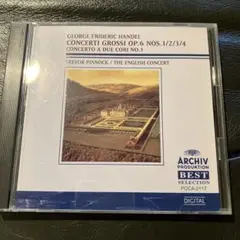 GEORGE FRIDERIC HANDEL
CONCERTI GROSSI OP.6 NOS.1/2/3/4
CONCERTO A DUE CORI NO.3
TREVOR PINNOCK / THE ENGLISH CONCERT
ARCHIV
PRODUKTION
BEST
SELECTION
DIGITAL